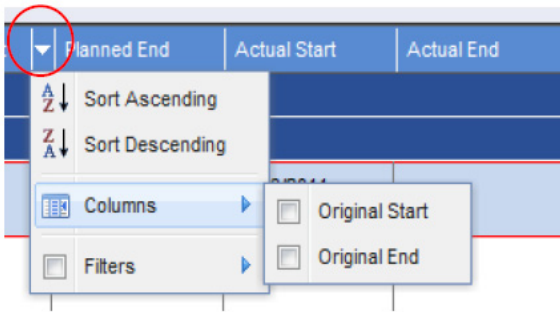 Planned End Actual Start Actual End
A Z Sort Ascending
Z A Sort Descending
Columns
Original Start
Original End
Filters